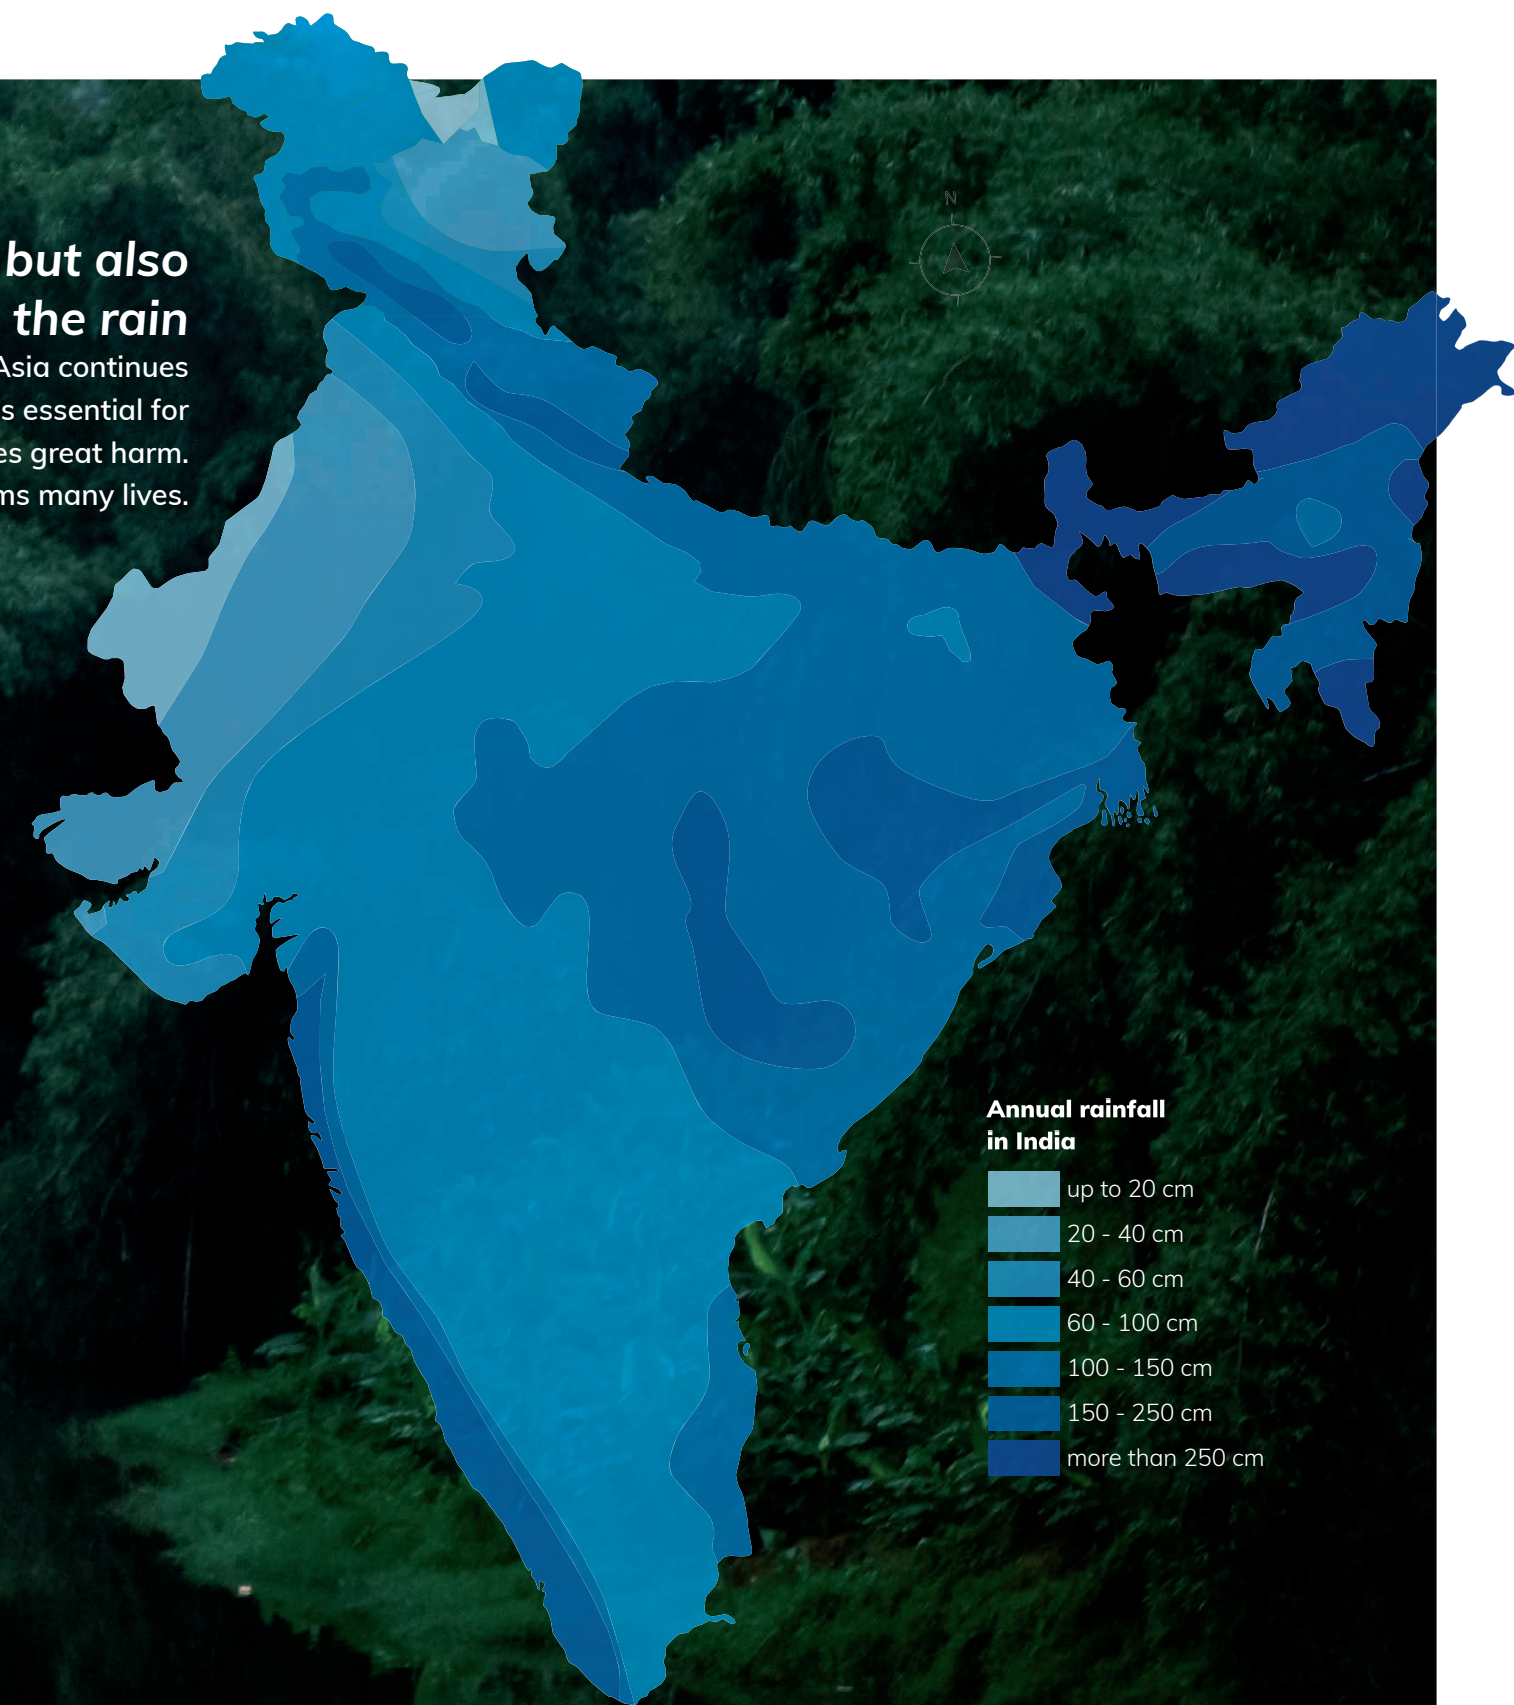 but also
the rain
Asia continues
s essential for
es great harm.
ms many lives.
N
Annual rainfall
in India
up to 20 cm
20 - 40 cm
40 - 60 cm
60 - 100 cm
100 - 150 cm
150 - 250 cm
more than 250 cm